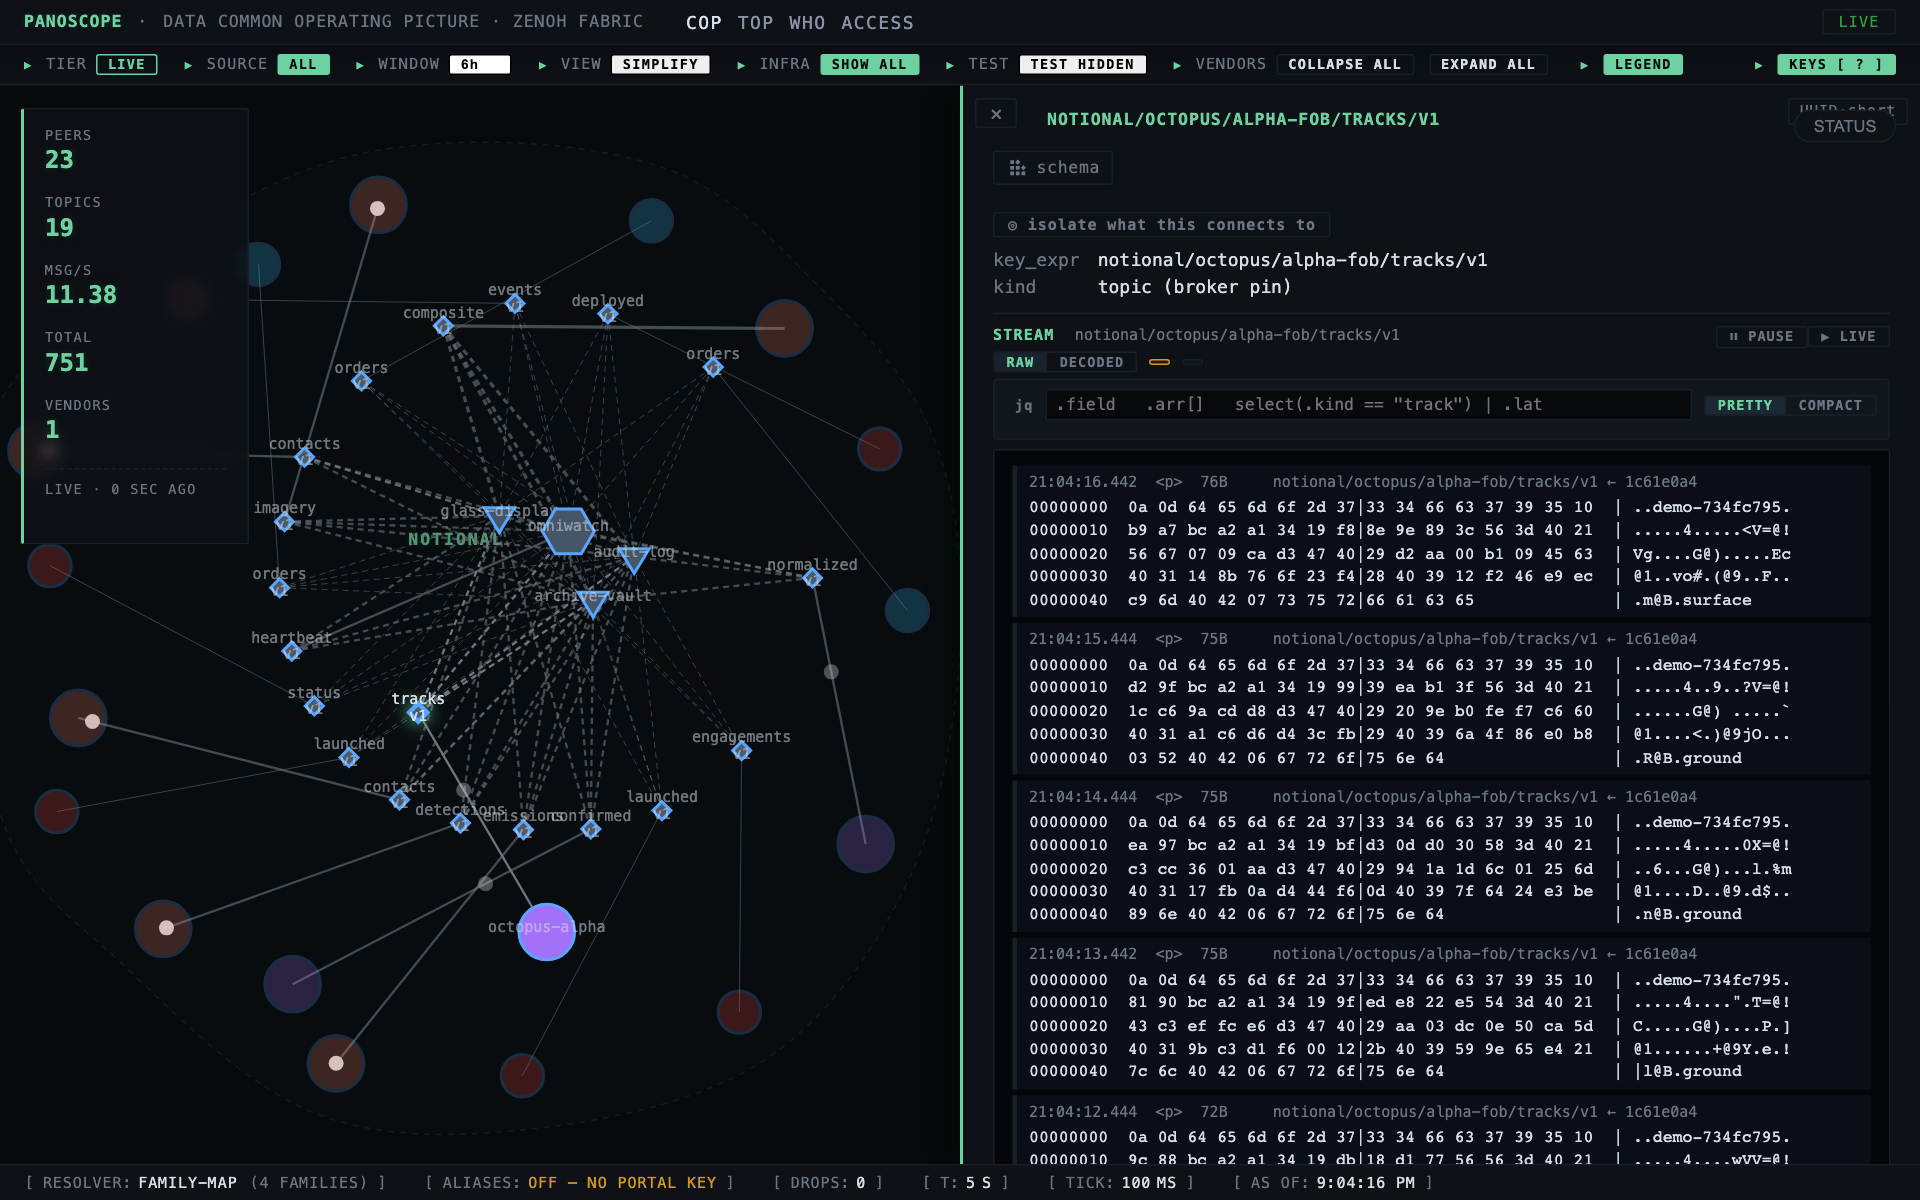 PANOSCOPE · DATA COMMON OPERATING PICTURE · ZENOH FABRIC COP TOP WHO ACCESS LIVE
▶ TIER LIVE ▶ SOURCE ALL ▶ WINDOW 6h ▶ VIEW SIMPLIFY ▶ INFRA SHOW ALL ▶ TEST TEST HIDDEN ▶ VENDORS COLLAPSE ALL EXPAND ALL ▶ LEGEND ▶ KEYS [ ? ]
PEERS
23
TOPICS
19
MSG/S
11.38
TOTAL
751
VENDORS
1
LIVE · 0 SEC AGO
events
deployed
composite
orders
orders
contacts
imagery
glass-display
omniwatch
NOTIONAL
audit-log
normalized
orders
archive-vault
heartbeat
status
tracks
v1
launched
engagements
contacts
detections
emissions
confirmed
launched
octopus-alpha
× NOTIONAL/OCTOPUS/ALPHA-FOB/TRACKS/V1
UUID·short
STATUS
schema
◎ isolate what this connects to
key_expr notional/octopus/alpha-fob/tracks/v1
kind topic (broker pin)
STREAM notional/octopus/alpha-fob/tracks/v1 PAUSE ▶ LIVE
RAW DECODED
jq .field .arr[] select(.kind == "track") | .lat PRETTY COMPACT
21:04:16.442 <p> 76B notional/octopus/alpha-fob/tracks/v1 ← 1c61e0a4
00000000 0a 0d 64 65 6d 6f 2d 37|33 34 66 63 37 39 35 10 | ..demo-734fc795.
00000010 b9 a7 bc a2 a1 34 19 f8|8e 9e 89 3c 56 3d 40 21 | .....4.....<V=@!
00000020 56 67 07 09 ca d3 47 40|29 d2 aa 00 b1 09 45 63 | Vg....G@).....Ec
00000030 40 31 14 8b 76 6f 23 f4|28 40 39 12 f2 46 e9 ec | @1..vo#.(@9..F..
00000040 c9 6d 40 42 07 73 75 72|66 61 63 65 | .m@B.surface
21:04:15.444 <p> 75B notional/octopus/alpha-fob/tracks/v1 ← 1c61e0a4
00000000 0a 0d 64 65 6d 6f 2d 37|33 34 66 63 37 39 35 10 | ..demo-734fc795.
00000010 d2 9f bc a2 a1 34 19 99|39 ea b1 3f 56 3d 40 21 | .....4..9..?V=@!
00000020 1c c6 9a cd d8 d3 47 40|29 20 9e b0 fe f7 c6 60 | ......G@) .....`
00000030 40 31 a1 c6 d6 d4 3c fb|29 40 39 6a 4f 86 e0 b8 | @1....<.)@9jO...
00000040 03 52 40 42 06 67 72 6f|75 6e 64 | .R@B.ground
21:04:14.444 <p> 75B notional/octopus/alpha-fob/tracks/v1 ← 1c61e0a4
00000000 0a 0d 64 65 6d 6f 2d 37|33 34 66 63 37 39 35 10 | ..demo-734fc795.
00000010 ea 97 bc a2 a1 34 19 bf|d3 0d d0 30 58 3d 40 21 | .....4.....0X=@!
00000020 c3 cc 36 01 aa d3 47 40|29 94 1a 1d 6c 01 25 6d | ..6...G@)...l.%m
00000030 40 31 17 fb 0a d4 44 f6|0d 40 39 7f 64 24 e3 be | @1....D..@9.d$..
00000040 89 6e 40 42 06 67 72 6f|75 6e 64 | .n@B.ground
21:04:13.442 <p> 75B notional/octopus/alpha-fob/tracks/v1 ← 1c61e0a4
00000000 0a 0d 64 65 6d 6f 2d 37|33 34 66 63 37 39 35 10 | ..demo-734fc795.
00000010 81 90 bc a2 a1 34 19 9f|ed e8 22 e5 54 3d 40 21 | .....4....".T=@!
00000020 43 c3 ef fc e6 d3 47 40|29 aa 03 dc 0e 50 ca 5d | C.....G@)....P.]
00000030 40 31 9b c3 d1 f6 00 12|2b 40 39 59 9e 65 e4 21 | @1......+@9Y.e.!
00000040 7c 6c 40 42 06 67 72 6f|75 6e 64 | |l@B.ground
21:04:12.444 <p> 72B notional/octopus/alpha-fob/tracks/v1 ← 1c61e0a4
00000000 0a 0d 64 65 6d 6f 2d 37|33 34 66 63 37 39 35 10 | ..demo-734fc795.
00000010 9c 88 bc a2 a1 34 19 db|18 d1 77 56 56 3d 40 21 | .....4....wVV=@!
[ RESOLVER: FAMILY-MAP (4 FAMILIES) ] [ ALIASES: OFF — NO PORTAL KEY ] [ DROPS: 0 ] [ T: 5 S ] [ TICK: 100 MS ] [ AS OF: 9:04:16 PM ]